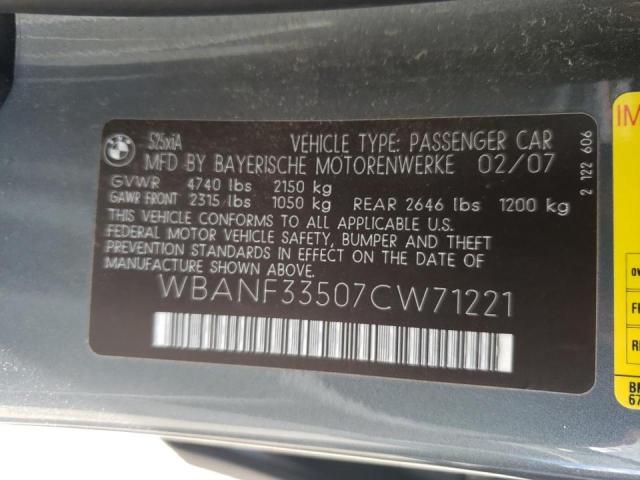 BMW
525xiA
VEHICLE TYPE: PASSENGER CAR
MFD BY BAYERISCHE MOTORENWERKE 02/07
GVWR 4740 lbs 2150 kg
GAWR FRONT 2315 lbs 1050 kg REAR 2646 lbs 1200 kg
THIS VEHICLE CONFORMS TO ALL APPLICABLE U.S.
FEDERAL MOTOR VEHICLE SAFETY, BUMPER AND THEFT
PREVENTION STANDARDS IN EFFECT ON THE DATE OF
MANUFACTURE SHOWN ABOVE.
WBANF33507CW71221
2 122 606